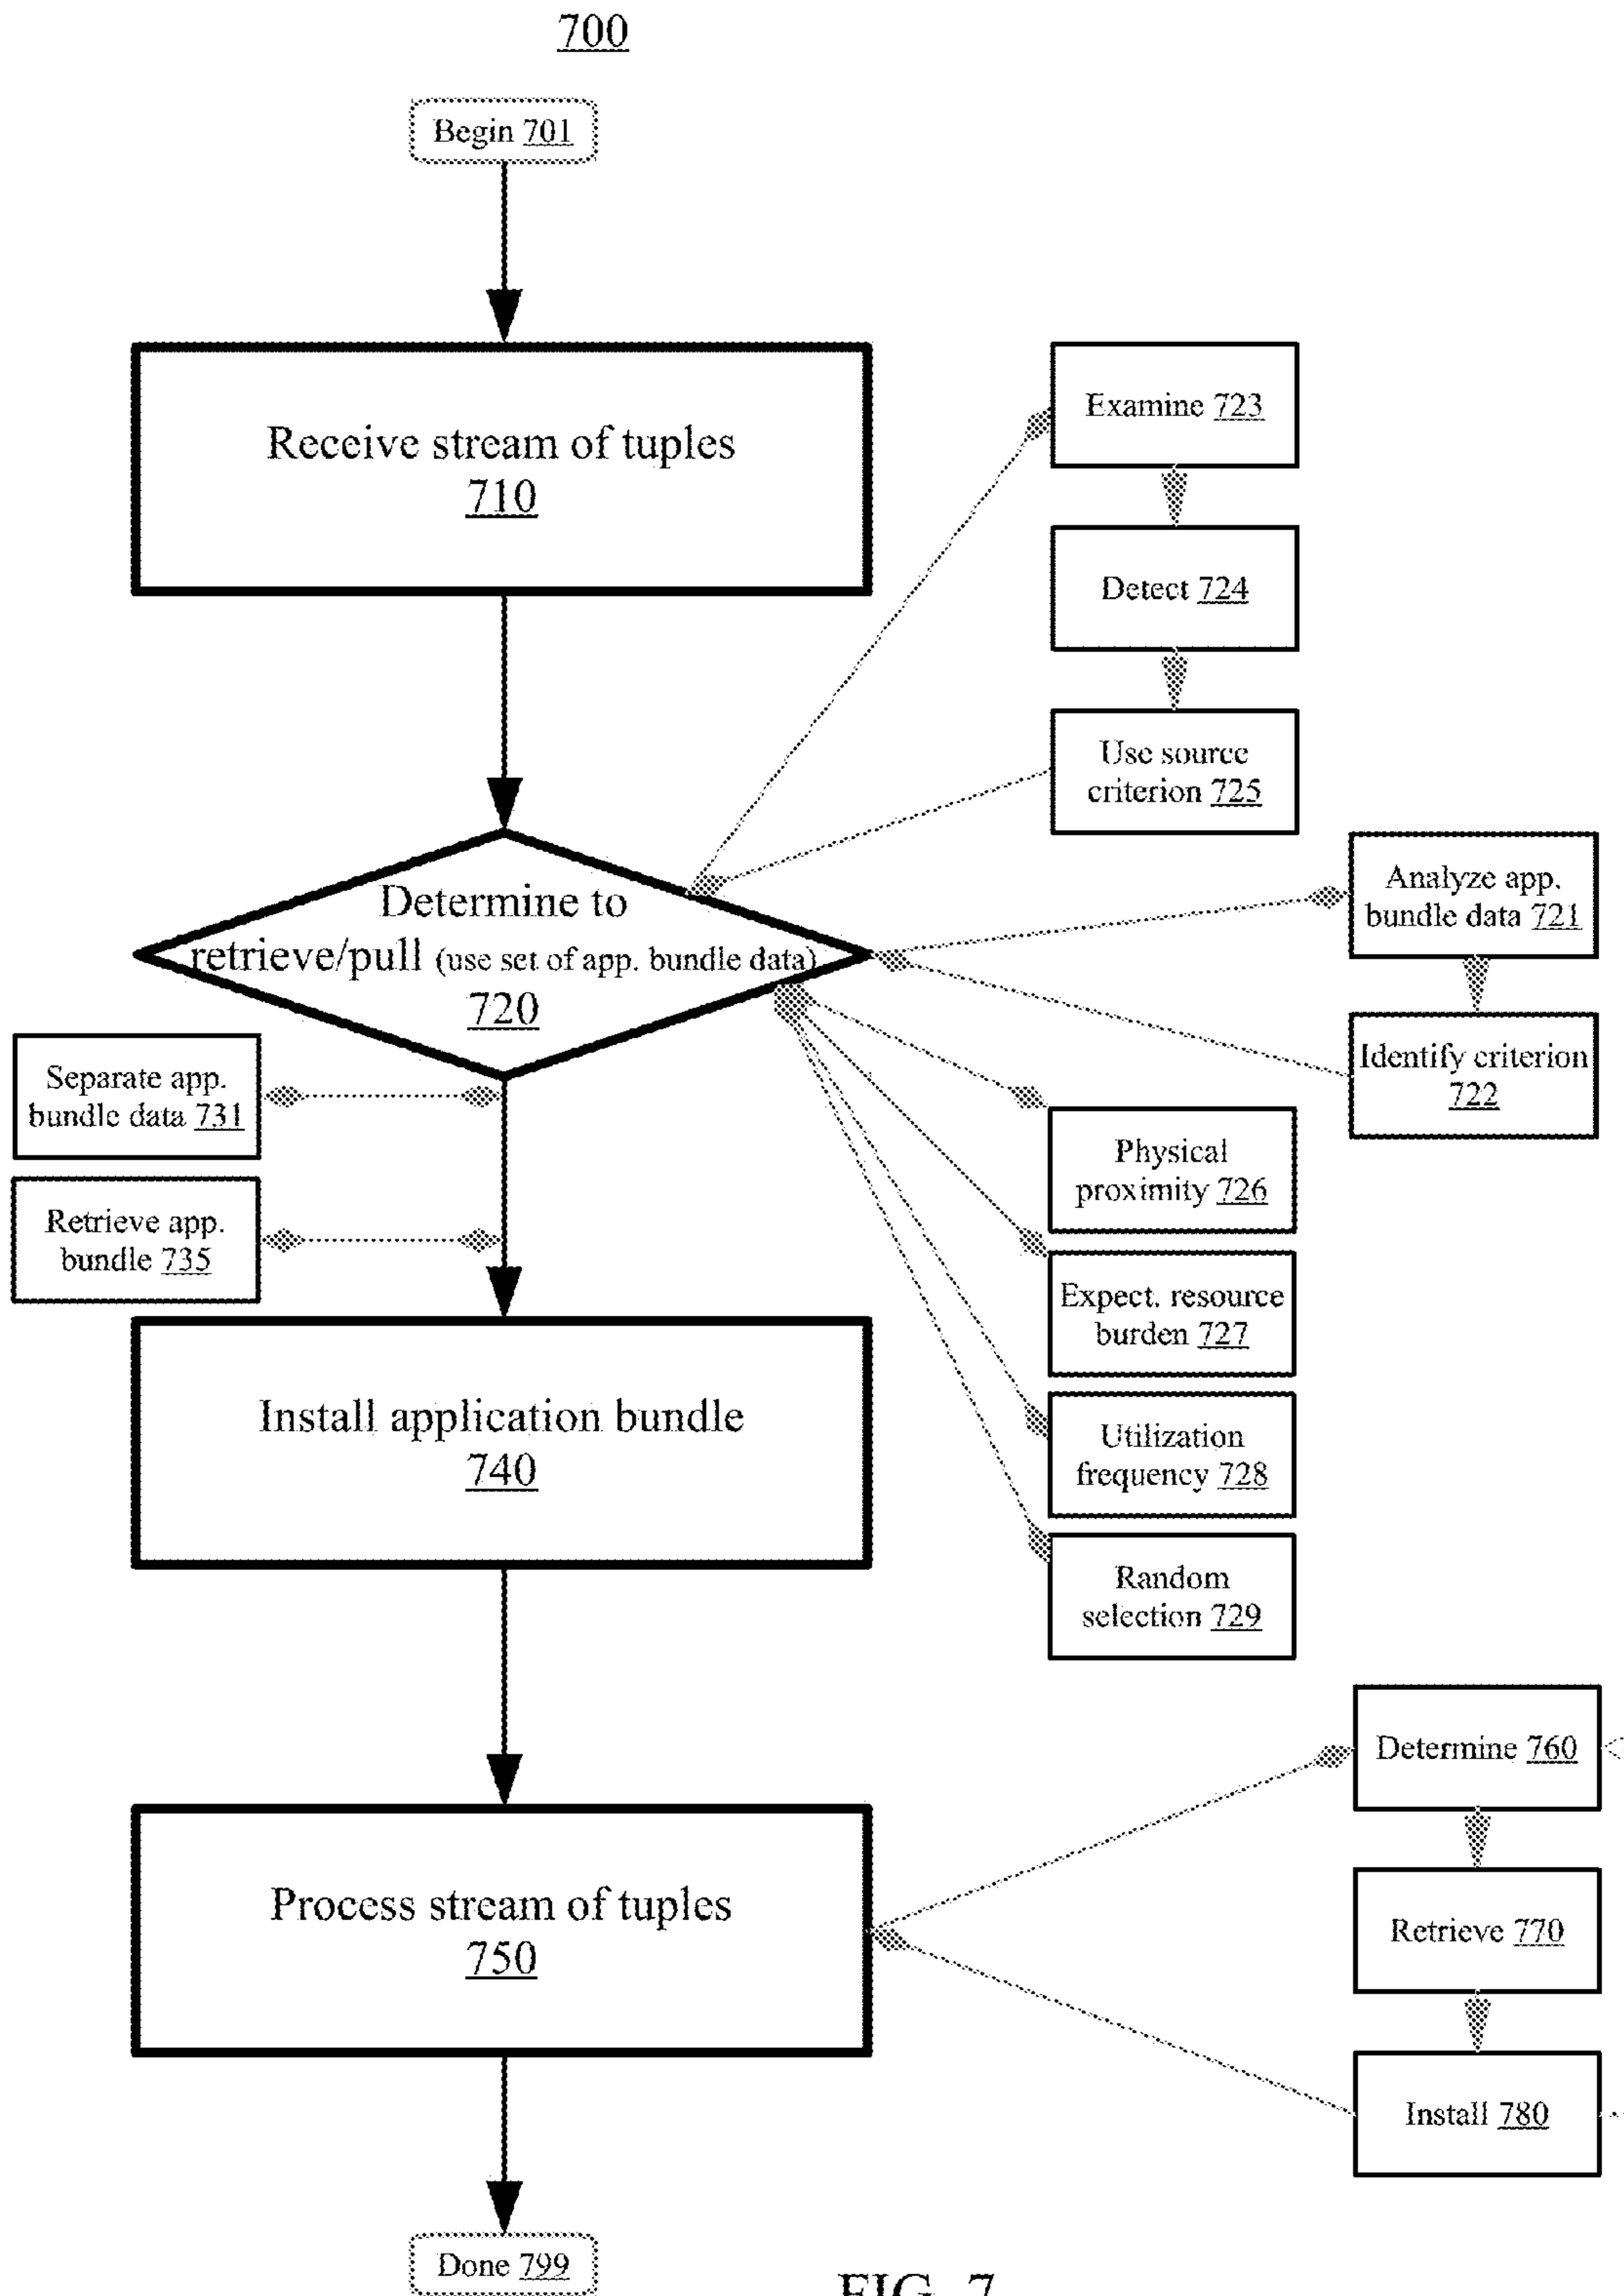 700
Begin 701
Receive stream of tuples
710
Examine 723
Detect 724
Use source
criterion 725
Determine to
retrieve/pull (use set of app. bundle data)
720
Analyze app.
bundle data 721
Identify criterion
722
Separate app.
bundle data 731
Retrieve app.
bundle 735
Physical
proximity 726
Expect. resource
burden 727
Utilization
frequency 728
Random
selection 729
Install application bundle
740
Process stream of tuples
750
Determine 760
Retrieve 770
Install 780
Done 799
FIG. 7